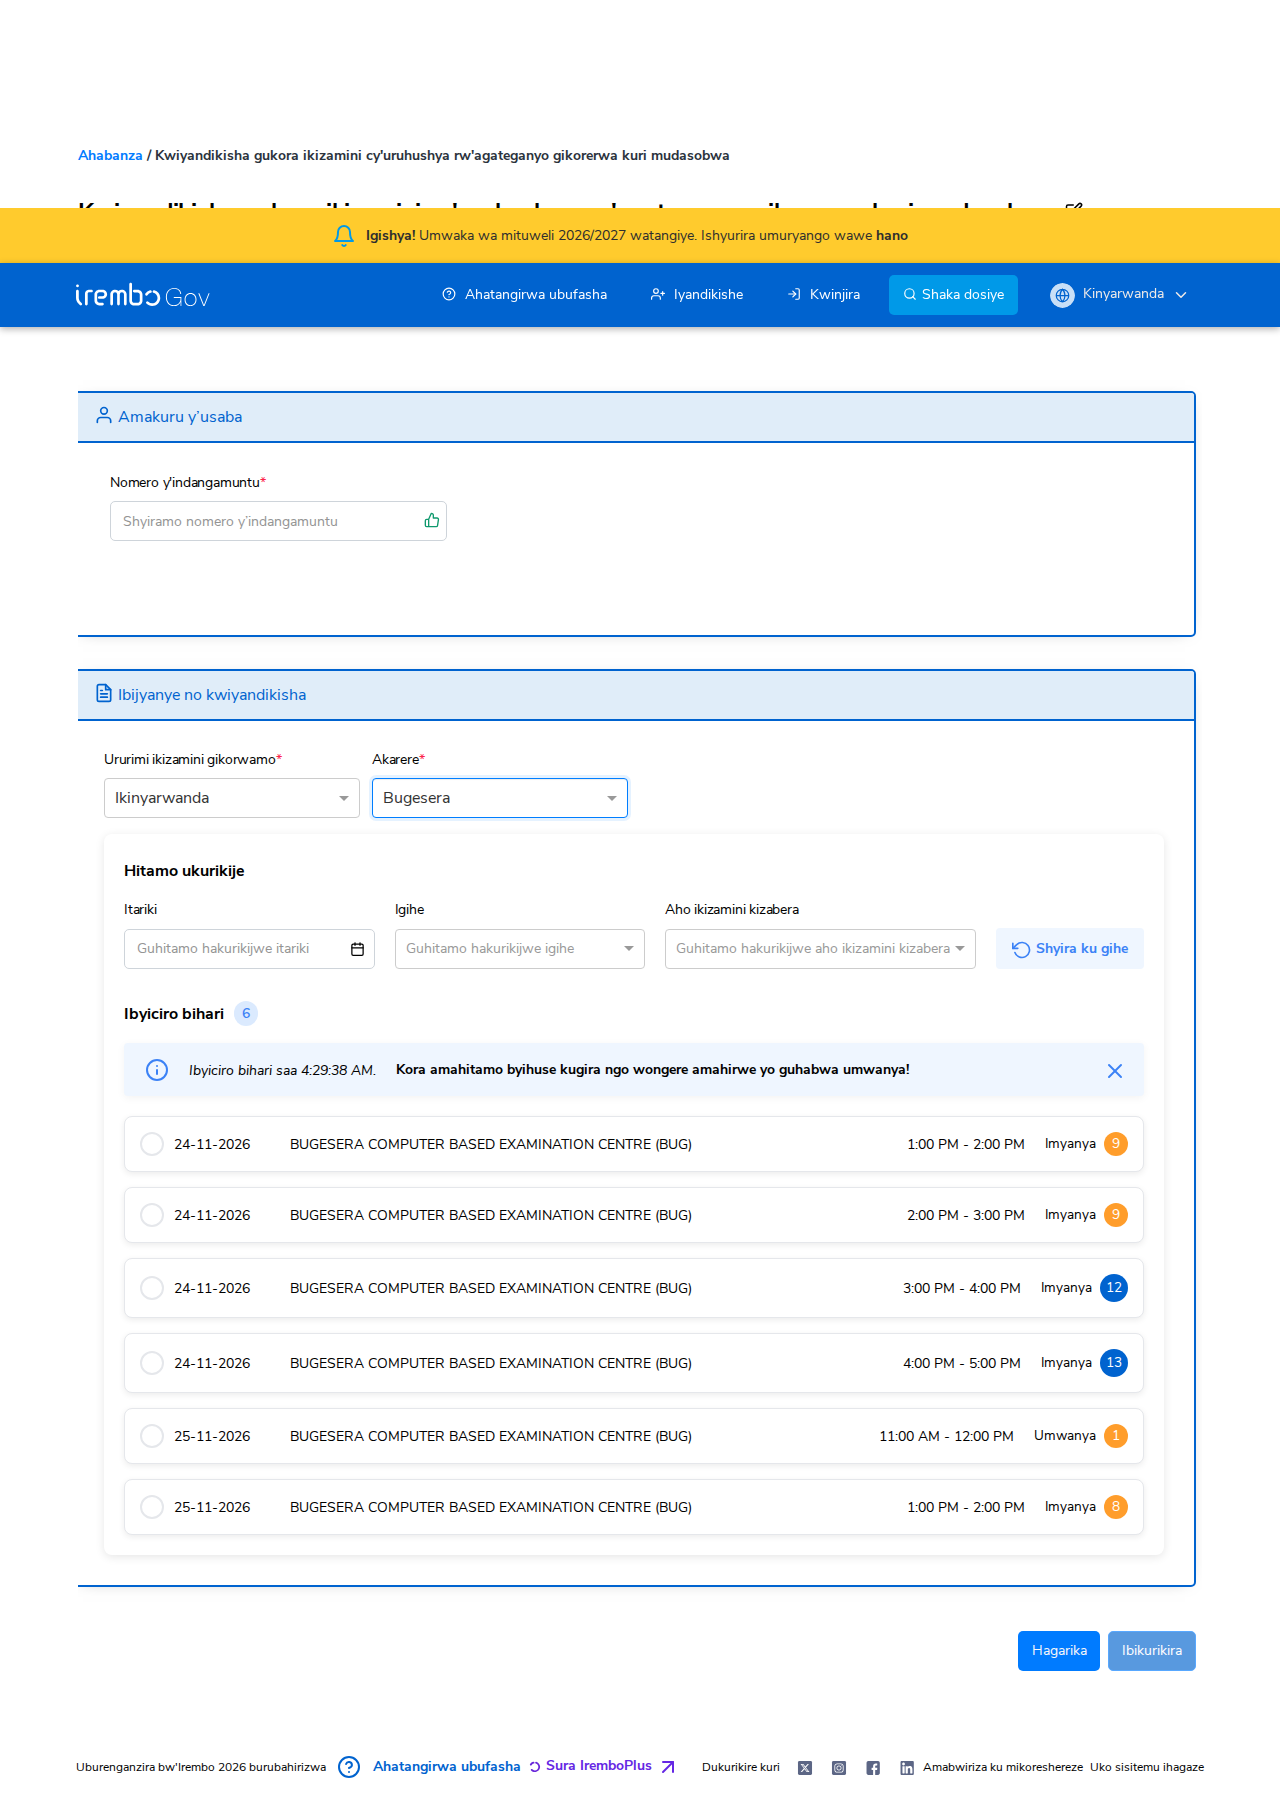 Ahabanza / Kwiyandikisha gukora ikizamini cy'uruhushya rw'agateganyo gikorerwa kuri mudasobwa
Igishya! Umwaka wa mituweli 2026/2027 watangiye. Ishyurira umuryango wawe hano
irembo Gov
Ahatangirwa ubufasha
Iyandikishe
Kwinjira
Shaka dosiye
Kinyarwanda
Amakuru y’usaba
Nomero y'indangamuntu*
Shyiramo nomero y’indangamuntu
Ibijyanye no kwiyandikisha
Ururimi ikizamini gikorwamo* Akarere*
Ikinyarwanda Bugesera
Hitamo ukurikije
Itariki Igihe Aho ikizamini kizabera
Guhitamo hakurikijwe itariki Guhitamo hakurikijwe igihe Guhitamo hakurikijwe aho ikizamini kizabera Shyira ku gihe
Ibyiciro bihari 6
Ibyiciro bihari saa 4:29:38 AM. Kora amahitamo byihuse kugira ngo wongere amahirwe yo guhabwa umwanya!
24-11-2026 BUGESERA COMPUTER BASED EXAMINATION CENTRE (BUG) 1:00 PM - 2:00 PM Imyanya 9
24-11-2026 BUGESERA COMPUTER BASED EXAMINATION CENTRE (BUG) 2:00 PM - 3:00 PM Imyanya 9
24-11-2026 BUGESERA COMPUTER BASED EXAMINATION CENTRE (BUG) 3:00 PM - 4:00 PM Imyanya 12
24-11-2026 BUGESERA COMPUTER BASED EXAMINATION CENTRE (BUG) 4:00 PM - 5:00 PM Imyanya 13
25-11-2026 BUGESERA COMPUTER BASED EXAMINATION CENTRE (BUG) 11:00 AM - 12:00 PM Umwanya 1
25-11-2026 BUGESERA COMPUTER BASED EXAMINATION CENTRE (BUG) 1:00 PM - 2:00 PM Imyanya 8
Hagarika Ibikurikira
Uburenganzira bw'Irembo 2026 burubahirizwa Ahatangirwa ubufasha Sura IremboPlus Dukurikire kuri Amabwiriza ku mikoreshereze Uko sisitemu ihagaze